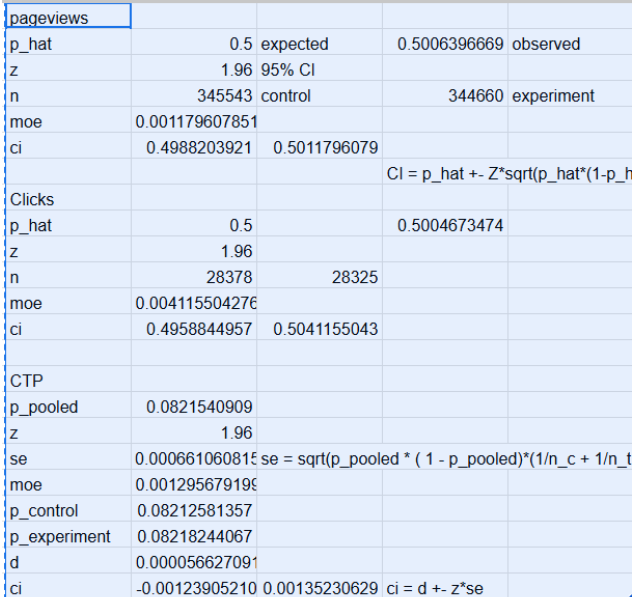 pageviews
p_hat 0.5 expected 0.5006396669 observed
z 1.96 95% CI
n 345543 control 344660 experiment
moe 0.001179607851
ci 0.4988203921 0.5011796079
CI = p_hat +- Z*sqrt(p_hat*(1-p_h
Clicks
p_hat 0.5 0.5004673474
z 1.96
n 28378 28325
moe 0.004115504276
ci 0.4958844957 0.5041155043
CTP
p_pooled 0.0821540909
z 1.96
se 0.000661060815 se = sqrt(p_pooled * ( 1 - p_pooled)*(1/n_c + 1/n_t
moe 0.001295679199
p_control 0.08212581357
p_experiment 0.08218244067
d 0.000056627091
ci -0.00123905210 0.00135230629 ci = d +- z*se